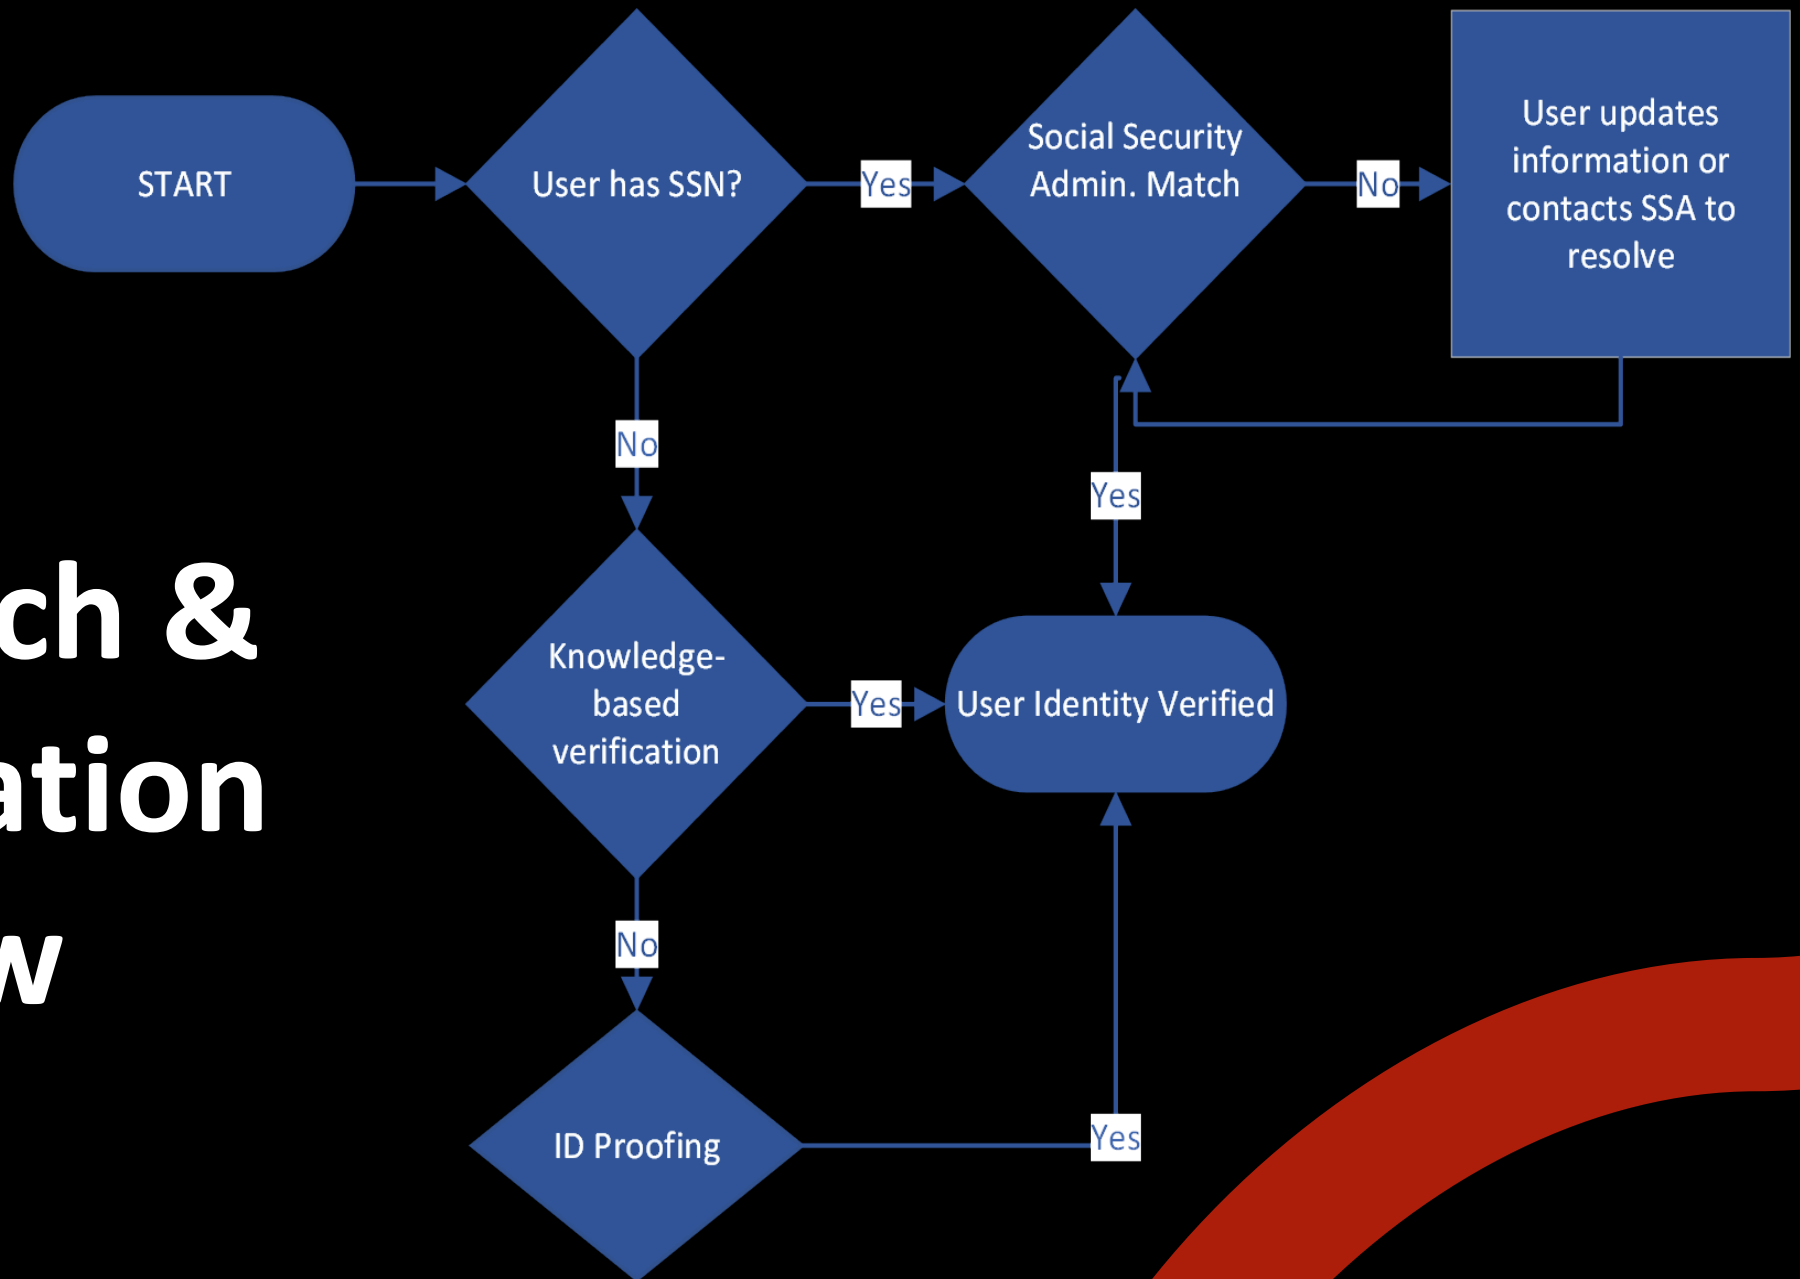 START
User has SSN?
Yes
Social Security
Admin. Match
No
User updates
information or
contacts SSA to
resolve
No
Yes
ch &
ation
w
Knowledge-
based
verification
Yes
User Identity Verified
No
ID Proofing
Yes